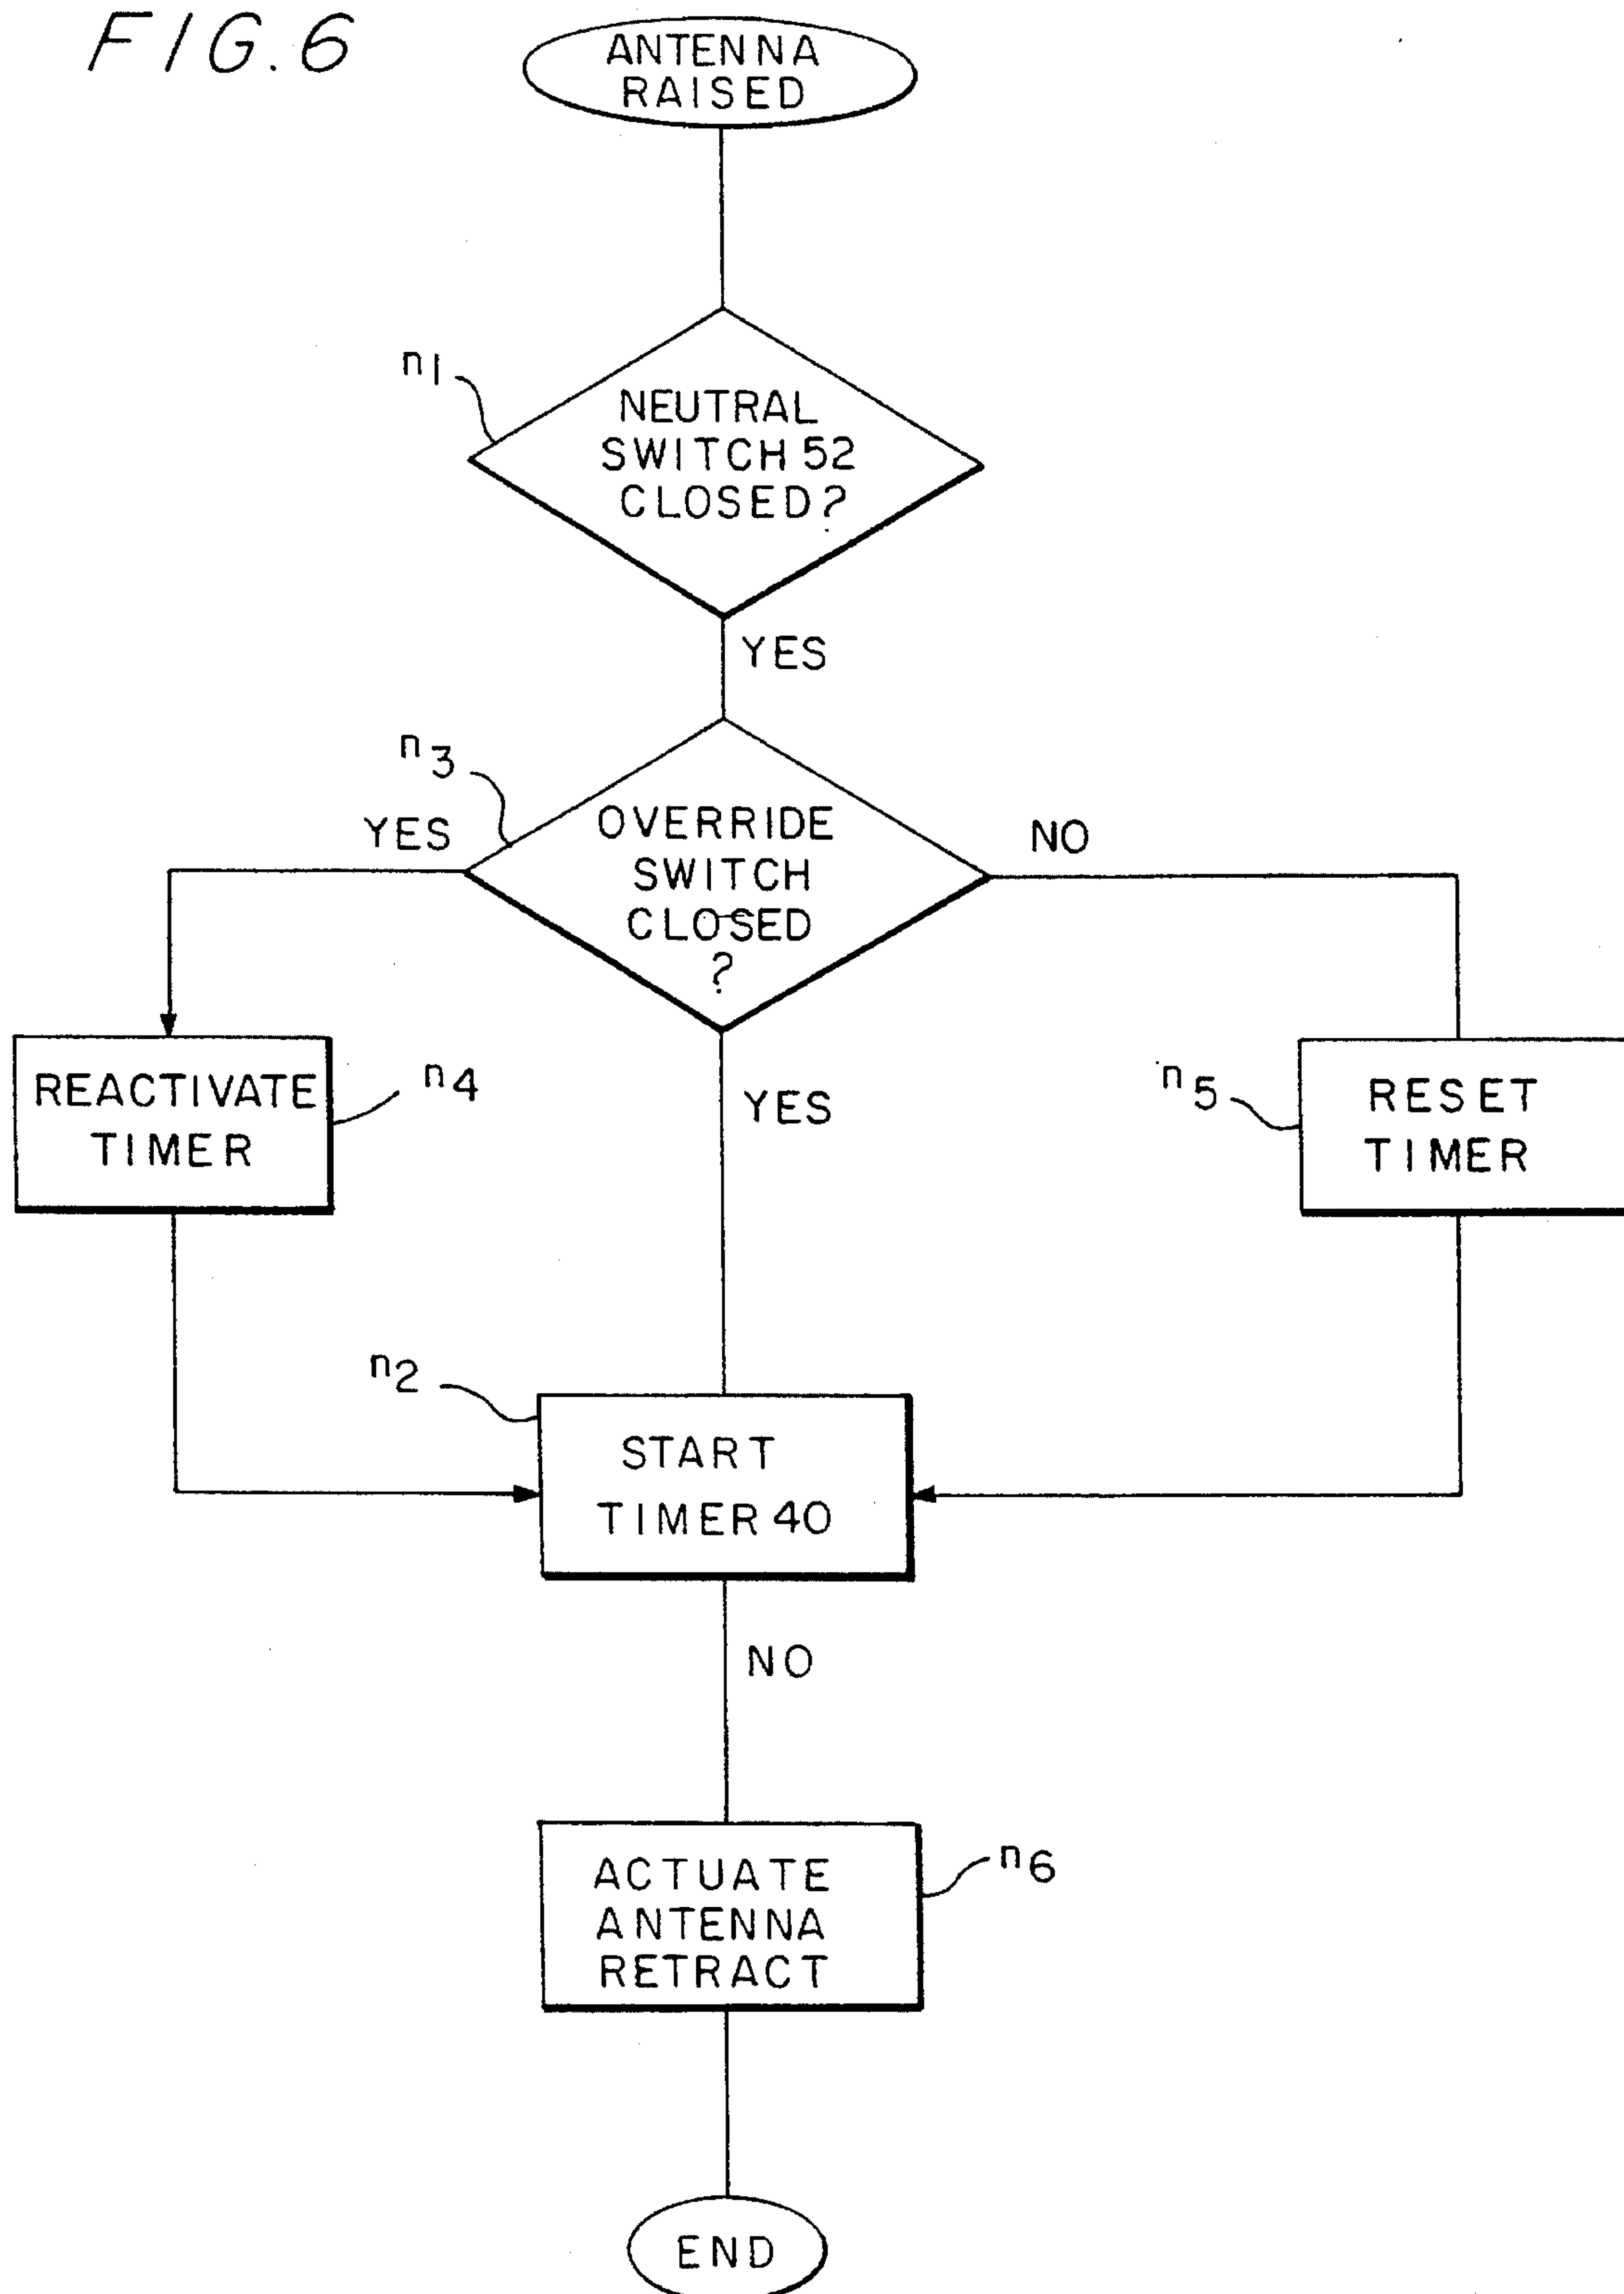 FIG. 6
ANTENNA
RAISED
n1
NEUTRAL
SWITCH 52
CLOSED?
YES
n3
OVERRIDE
SWITCH
CLOSED
?
YES
NO
YES
REACTIVATE
TIMER
n4
n5
RESET
TIMER
n2
START
TIMER 40
NO
ACTUATE
ANTENNA
RETRACT
n6
END